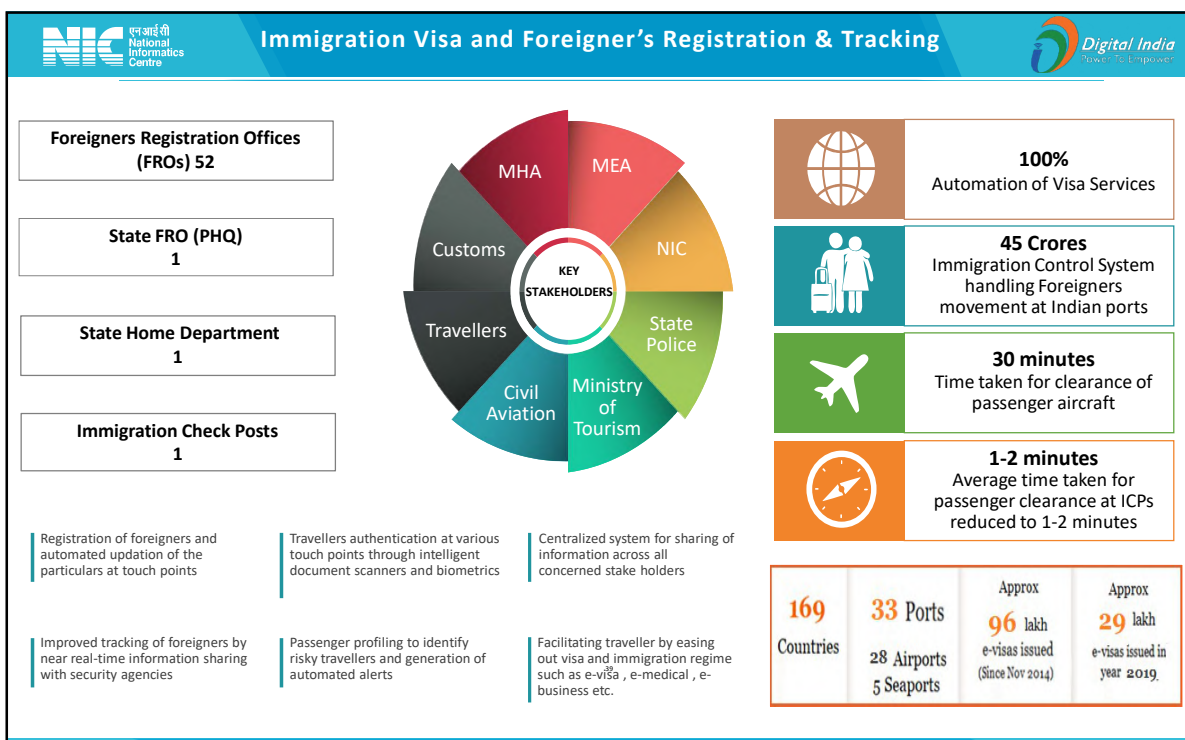 NIC
एन आई सी
National
Informatics
Centre
Immigration Visa and Foreigner's Registration & Tracking
Digital India
Power To Empower
Foreigners Registration Offices
(FROs) 52
State FRO (PHQ)
1
State Home Department
1
Immigration Check Posts
1
MHA
MEA
Customs
NIC
KEY
STAKEHOLDERS
Travellers
State
Police
Civil
Aviation
Ministry
of
Tourism
100%
Automation of Visa Services
45 Crores
Immigration Control System
handling Foreigners
movement at Indian ports
30 minutes
Time taken for clearance of
passenger aircraft
1-2 minutes
Average time taken for
passenger clearance at ICPs
reduced to 1-2 minutes
Registration of foreigners and
automated updation of the
particulars at touch points
Travellers authentication at various
touch points through intelligent
document scanners and biometrics
Centralized system for sharing of
information across all
concerned stake holders
Improved tracking of foreigners by
near real-time information sharing
with security agencies
Passenger profiling to identify
risky travellers and generation of
automated alerts
Facilitating traveller by easing
out visa and immigration regime
39
such as e-visa , e-medical , e-
business etc.
169
Countries
33 Ports
28 Airports
5 Seaports
Approx
96 lakh
e-visas issued
(Since Nov 2014)
Approx
29 lakh
e-visas issued in
year 2019.